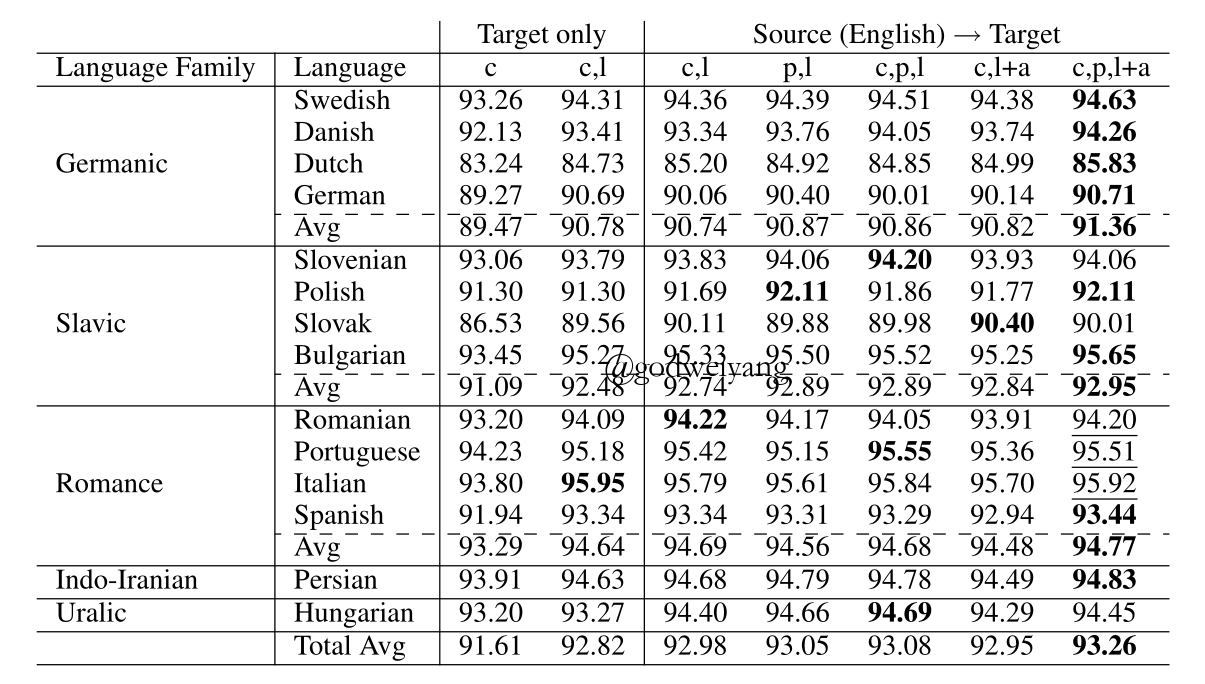 Target only Source (English) → Target
Language Family Language c c,l c,l p,l c,p,l c,l+a c,p,l+a
Swedish 93.26 94.31 94.36 94.39 94.51 94.38 94.63
Danish 92.13 93.41 93.34 93.76 94.05 93.74 94.26
Germanic Dutch 83.24 84.73 85.20 84.92 84.85 84.99 85.83
German 89.27 90.69 90.06 90.40 90.01 90.14 90.71
Avg 89.47 90.78 90.74 90.87 90.86 90.82 91.36
Slovenian 93.06 93.79 93.83 94.06 94.20 93.93 94.06
Polish 91.30 91.30 91.69 92.11 91.86 91.77 92.11
Slavic Slovak 86.53 89.56 90.11 89.88 89.98 90.40 90.01
Bulgarian 93.45 95.27 95.33 95.50 95.52 95.25 95.65
@godweiyang
Avg 91.09 92.48 92.74 92.89 92.89 92.84 92.95
Romanian 93.20 94.09 94.22 94.17 94.05 93.91 94.20
Portuguese 94.23 95.18 95.42 95.15 95.55 95.36 95.51
Romance Italian 93.80 95.95 95.79 95.61 95.84 95.70 95.92
Spanish 91.94 93.34 93.34 93.31 93.29 92.94 93.44
Avg 93.29 94.64 94.69 94.56 94.68 94.48 94.77
Indo-Iranian Persian 93.91 94.63 94.68 94.79 94.78 94.49 94.83
Uralic Hungarian 93.20 93.27 94.40 94.66 94.69 94.29 94.45
Total Avg 91.61 92.82 92.98 93.05 93.08 92.95 93.26